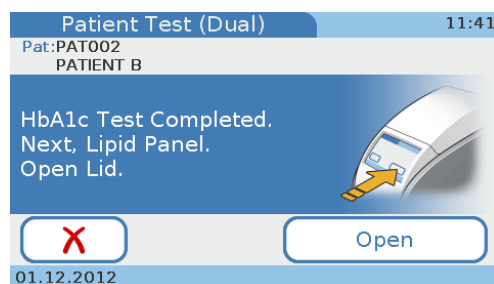 Patient Test (Dual) 11:41
Pat:PAT002
PATIENT B
HbA1c Test Completed.
Next, Lipid Panel.
Open Lid.
Open
01.12.2012